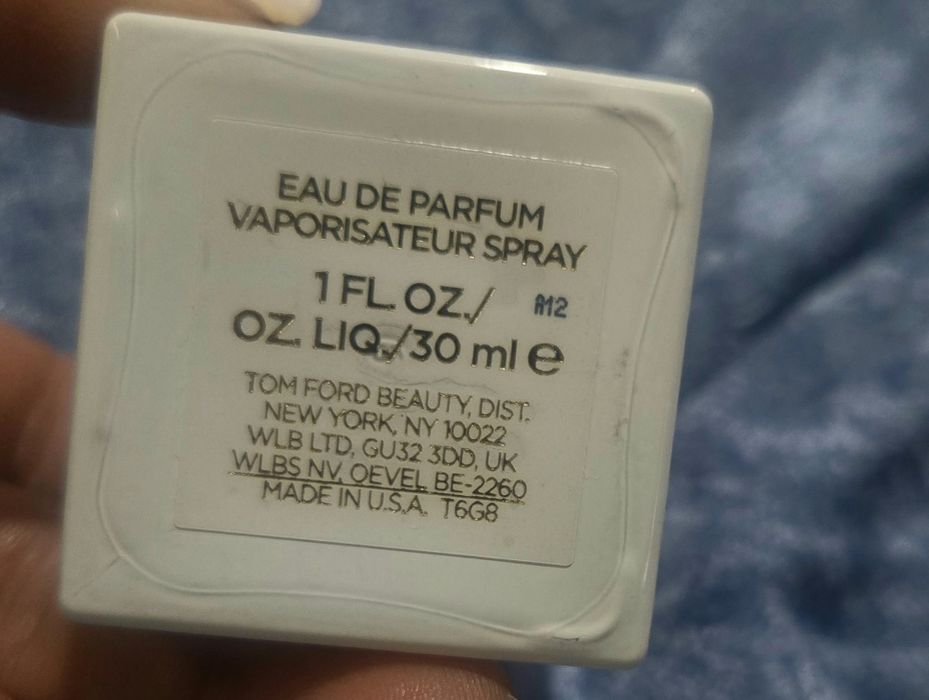 EAU DE PARFUM
VAPORISATEUR SPRAY
1 FL. OZ./ A12
OZ. LIQ./30 ml e
TOM FORD BEAUTY, DIST.
NEW YORK, NY 10022
WLB LTD, GU32 3DD, UK
WLBS NV, OEVEL BE-2260
MADE IN U.S.A. T6G8